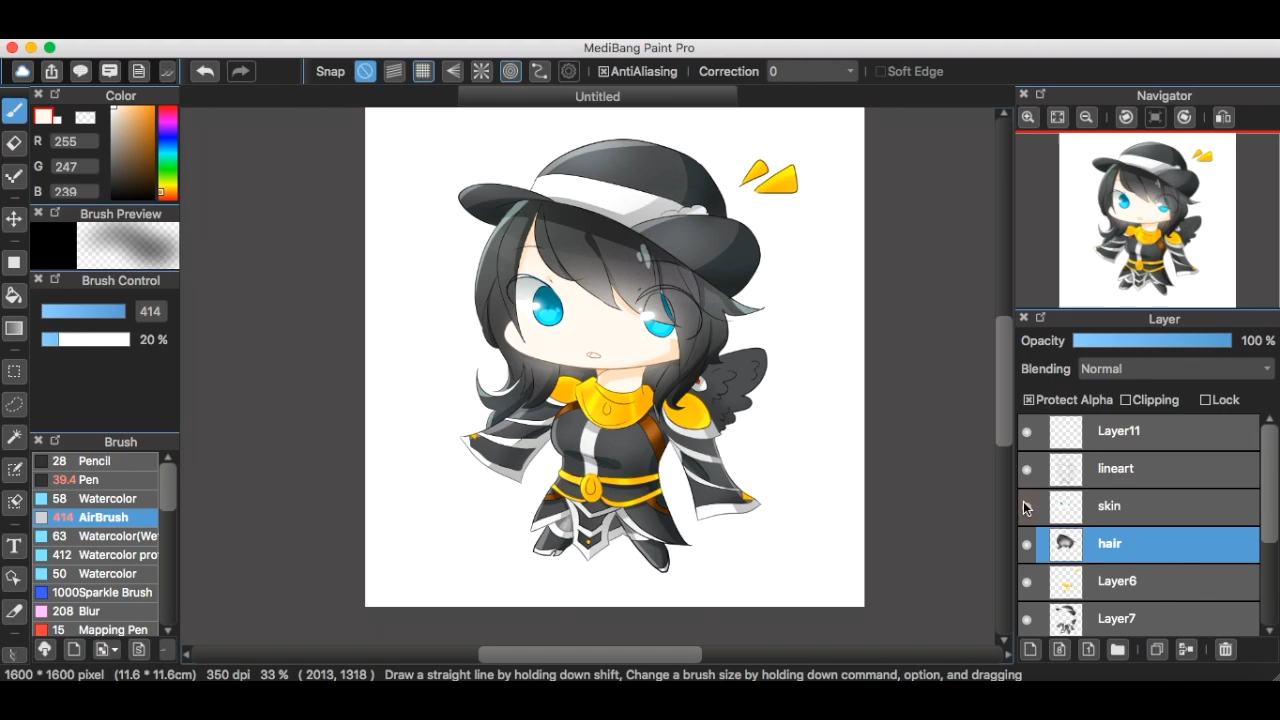 MediBang Paint Pro
Snap AntiAliasing Correction 0 Soft Edge
Color
Untitled
Navigator
R 255
G 247
B 239
Brush Preview
Brush Control
414
20 %
Brush
28 Pencil
39.4 Pen
58 Watercolor
414 AirBrush
63 Watercolor(We
412 Watercolor pro
50 Watercolor
1000 Sparkle Brush
208 Blur
15 Mapping Pen
Layer
Opacity 100 %
Blending Normal
Protect Alpha Clipping Lock
Layer11
lineart
skin
hair
Layer6
Layer7
1600 * 1600 pixel (11.6 * 11.6cm) 350 dpi 33 % ( 2013, 1318 ) Draw a straight line by holding down shift, Change a brush size by holding down command, option, and dragging